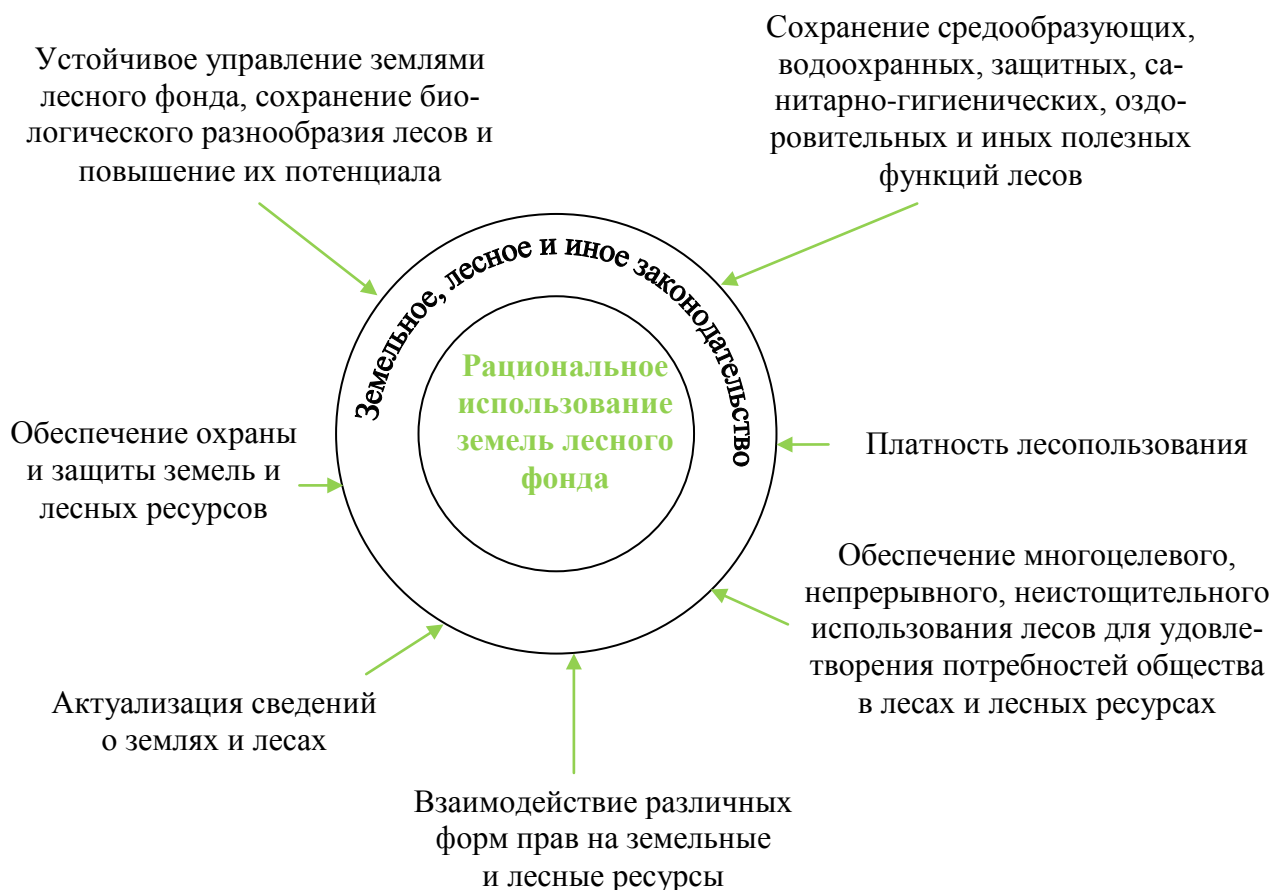 Устойчивое управление землями
лесного фонда, сохранение био-
логического разнообразия лесов и
повышение их потенциала
Сохранение средообразующих,
водоохранных, защитных, са-
нитарно-гигиенических, оздо-
ровительных и иных полезных
функций лесов
Земельное, лесное и иное законодательство
Рациональное
использование
земель лесного
фонда
Обеспечение охраны
и защиты земель и
лесных ресурсов
Платность лесопользования
Обеспечение многоцелевого,
непрерывного, неистощительного
использования лесов для удовле-
творения потребностей общества
в лесах и лесных ресурсах
Актуализация сведений
о землях и лесах
Взаимодействие различных
форм прав на земельные
и лесные ресурсы